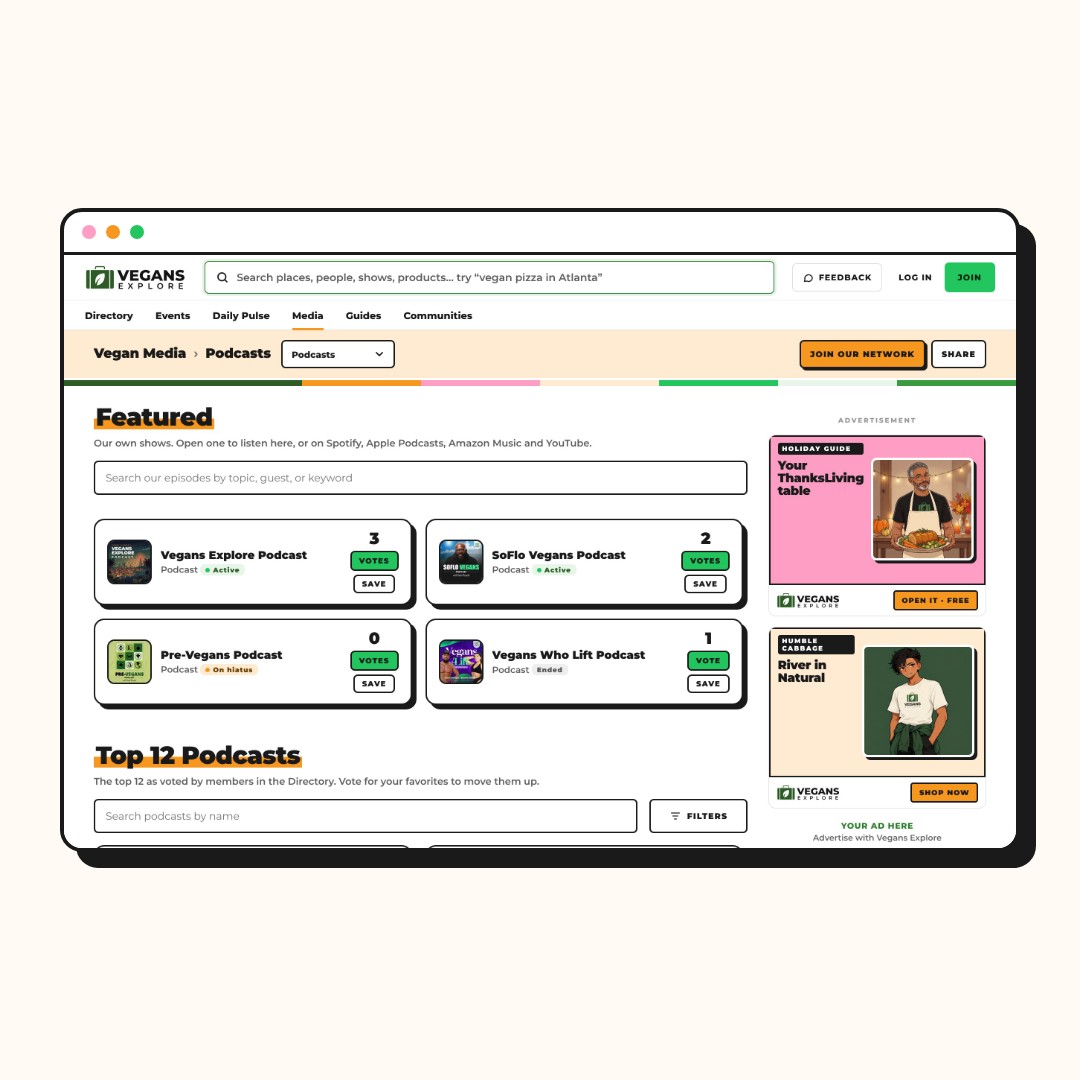 VEGANS
EXPLORE
Search places, people, shows, products... try “vegan pizza in Atlanta”
FEEDBACK
LOG IN
JOIN
Directory
Events
Daily Pulse
Media
Guides
Communities
Vegan Media › Podcasts
Podcasts
JOIN OUR NETWORK
SHARE
Featured
Our own shows. Open one to listen here, or on Spotify, Apple Podcasts, Amazon Music and YouTube.
Search our episodes by topic, guest, or keyword
VEGANS
EXPLORE
Vegans Explore Podcast
Podcast
Active
3
VOTES
SAVE
SOFLO VEGANS
SoFlo Vegans Podcast
Podcast
Active
2
VOTES
SAVE
PRE-VEGANS
Pre-Vegans Podcast
Podcast
On hiatus
0
VOTES
SAVE
Vegans Who Lift Podcast
Podcast
Ended
1
VOTE
SAVE
Top 12 Podcasts
The top 12 as voted by members in the Directory. Vote for your favorites to move them up.
Search podcasts by name
FILTERS
ADVERTISEMENT
HOLIDAY GUIDE
Your
ThanksLiving
table
VEGANS
EXPLORE
OPEN IT · FREE
HUMBLE
CABBAGE
River in
Natural
VEGANS
VEGANS
EXPLORE
SHOP NOW
YOUR AD HERE
Advertise with Vegans Explore